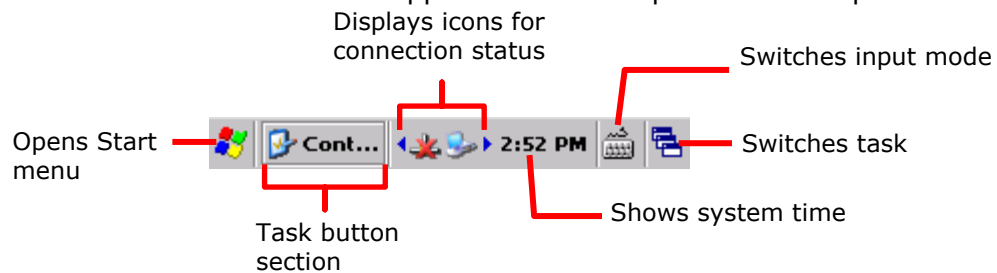 Displays icons for
connection status
Switches input mode
Opens Start
menu
Cont...
2:52 PM
Switches task
Shows system time
Task button
section